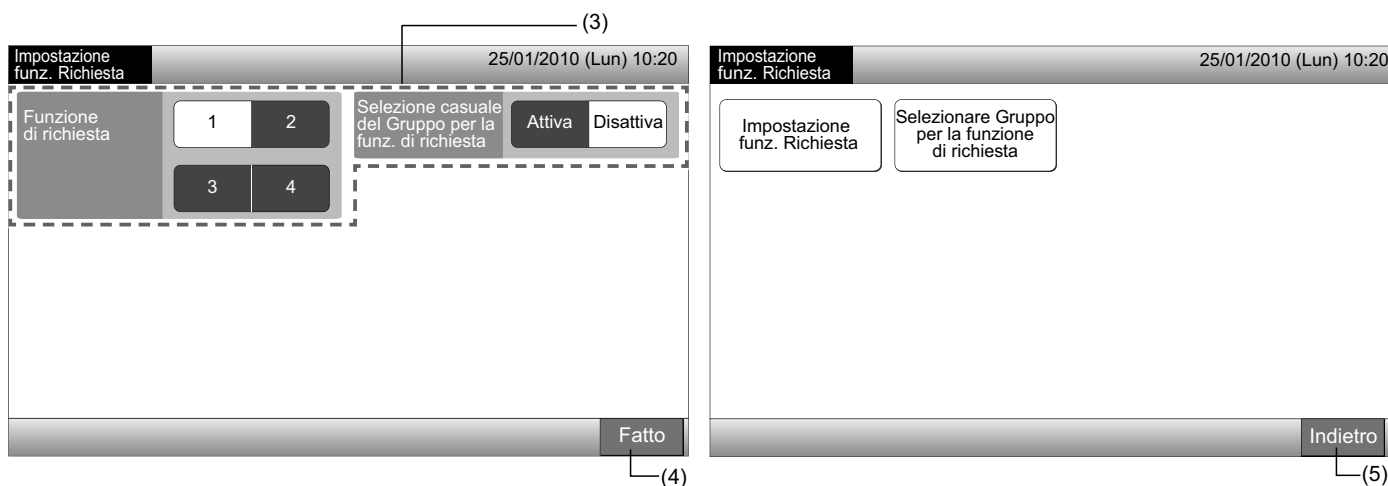 (3)
Impostazione
funz. Richiesta
25/01/2010 (Lun) 10:20
Funzione
di richiesta
1 2
3 4
Selezione casuale
del Gruppo per la
funz. di richiesta
Attiva Disattiva
Fatto
(4)
Impostazione
funz. Richiesta
25/01/2010 (Lun) 10:20
Impostazione
funz. Richiesta
Selezionare Gruppo
per la funzione
di richiesta
Indietro
(5)